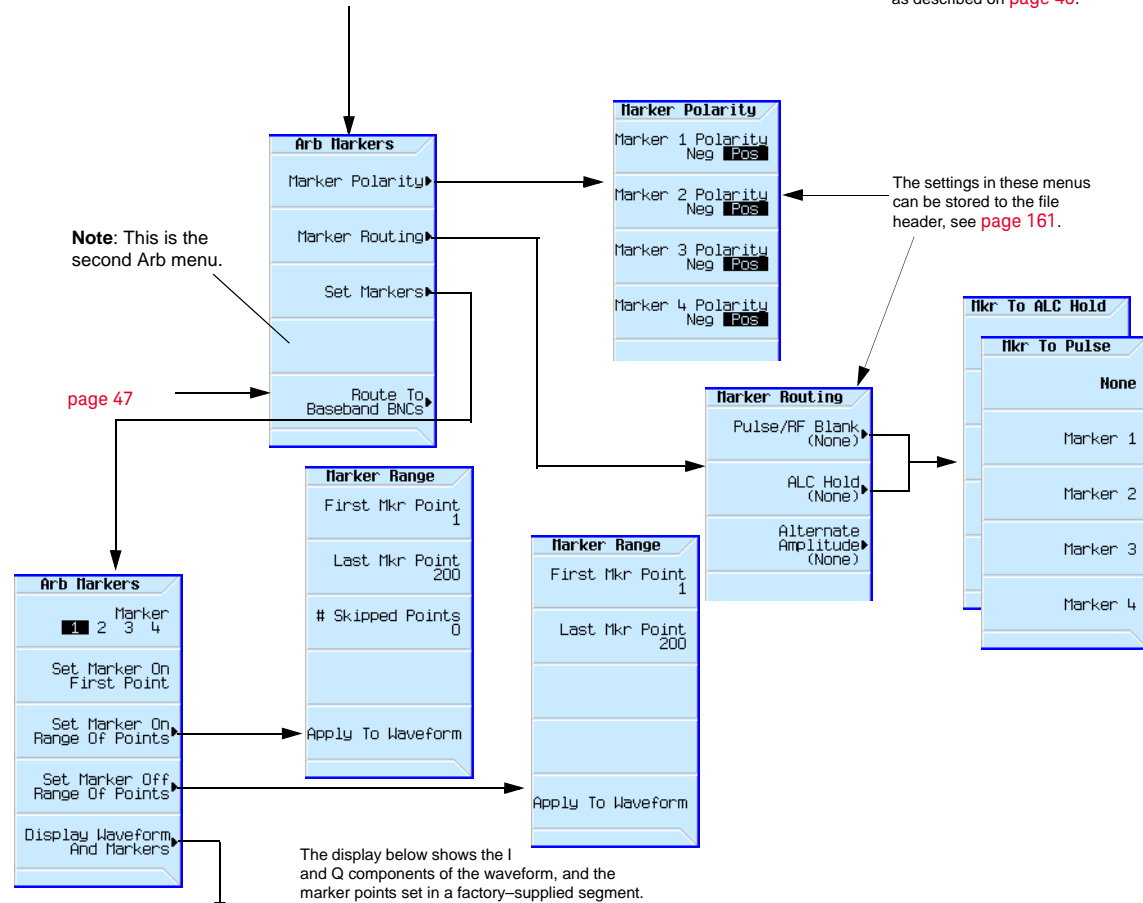 as described on page 48.
Marker Polarity
Marker 1 Polarity
Neg Pos
Marker 2 Polarity
Neg Pos
Marker 3 Polarity
Neg Pos
Marker 4 Polarity
Neg Pos
Arb Markers
Marker Polarity
Marker Routing
Set Markers
Route To
Baseband BNCs
The settings in these menus
can be stored to the file
header, see page 161.
Note: This is the
second Arb menu.
page 47
Mkr To ALC Hold
Mkr To Pulse
None
Marker 1
Marker 2
Marker 3
Marker 4
Marker Routing
Pulse/RF Blank
(None)
ALC Hold
(None)
Alternate
Amplitude
(None)
Marker Range
First Mkr Point
1
Last Mkr Point
200
# Skipped Points
0
Apply To Waveform
Marker Range
First Mkr Point
1
Last Mkr Point
200
Apply To Waveform
Arb Markers
Marker
1 2 3 4
Set Marker On
First Point
Set Marker On
Range Of Points
Set Marker Off
Range Of Points
Display Waveform
And Markers
The display below shows the I
and Q components of the waveform, and the
marker points set in a factory–supplied segment.